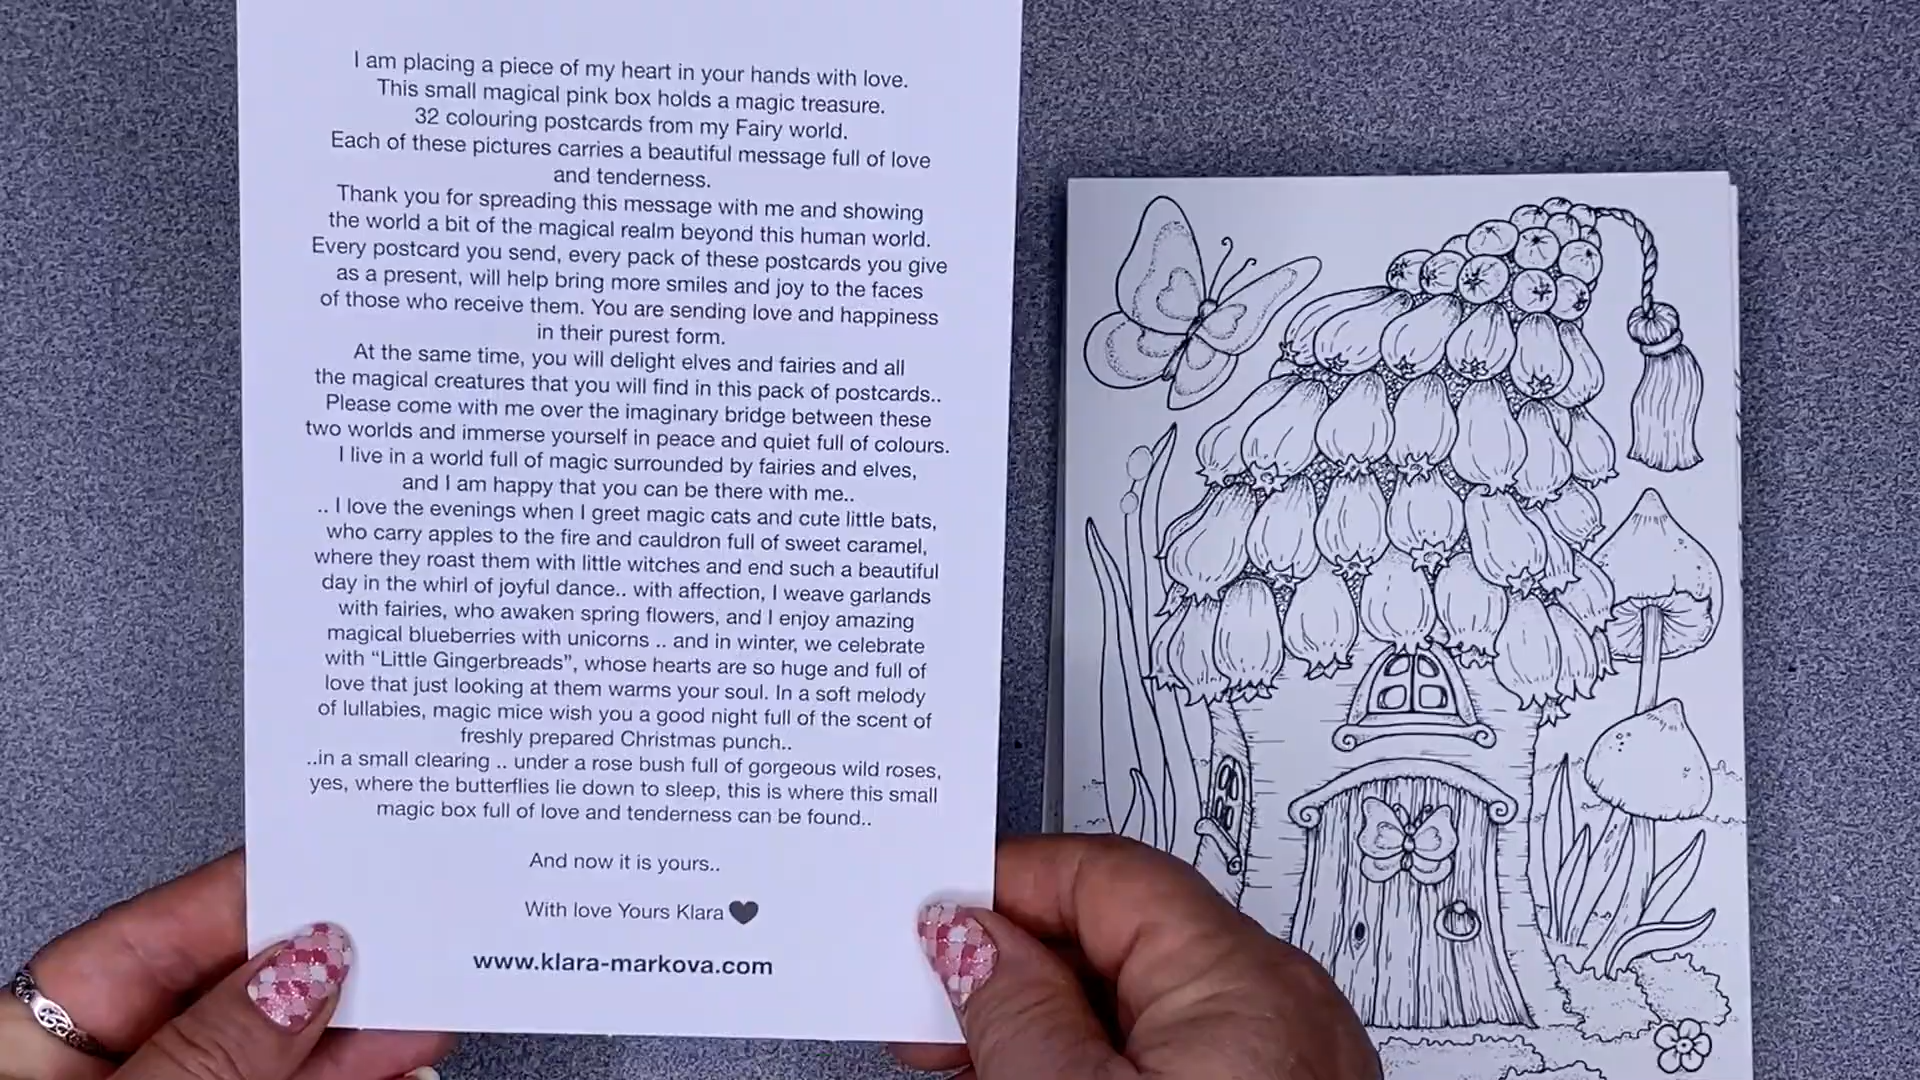 I am placing a piece of my heart in your hands with love.
This small magical pink box holds a magic treasure.
32 colouring postcards from my Fairy world.
Each of these pictures carries a beautiful message full of love
and tenderness.
Thank you for spreading this message with me and showing
the world a bit of the magical realm beyond this human world.
Every postcard you send, every pack of these postcards you give
as a present, will help bring more smiles and joy to the faces
of those who receive them. You are sending love and happiness
in their purest form.
At the same time, you will delight elves and fairies and all
the magical creatures that you will find in this pack of postcards..
Please come with me over the imaginary bridge between these
two worlds and immerse yourself in peace and quiet full of colours.
I live in a world full of magic surrounded by fairies and elves,
and I am happy that you can be there with me..
.. I love the evenings when I greet magic cats and cute little bats,
who carry apples to the fire and cauldron full of sweet caramel,
where they roast them with little witches and end such a beautiful
day in the whirl of joyful dance.. with affection, I weave garlands
with fairies, who awaken spring flowers, and I enjoy amazing
magical blueberries with unicorns .. and in winter, we celebrate
with “Little Gingerbreads”, whose hearts are so huge and full of
love that just looking at them warms your soul. In a soft melody
of lullabies, magic mice wish you a good night full of the scent of
freshly prepared Christmas punch..
..in a small clearing .. under a rose bush full of gorgeous wild roses,
yes, where the butterflies lie down to sleep, this is where this small
magic box full of love and tenderness can be found..
And now it is yours..
With love Yours Klara
www.klara-markova.com